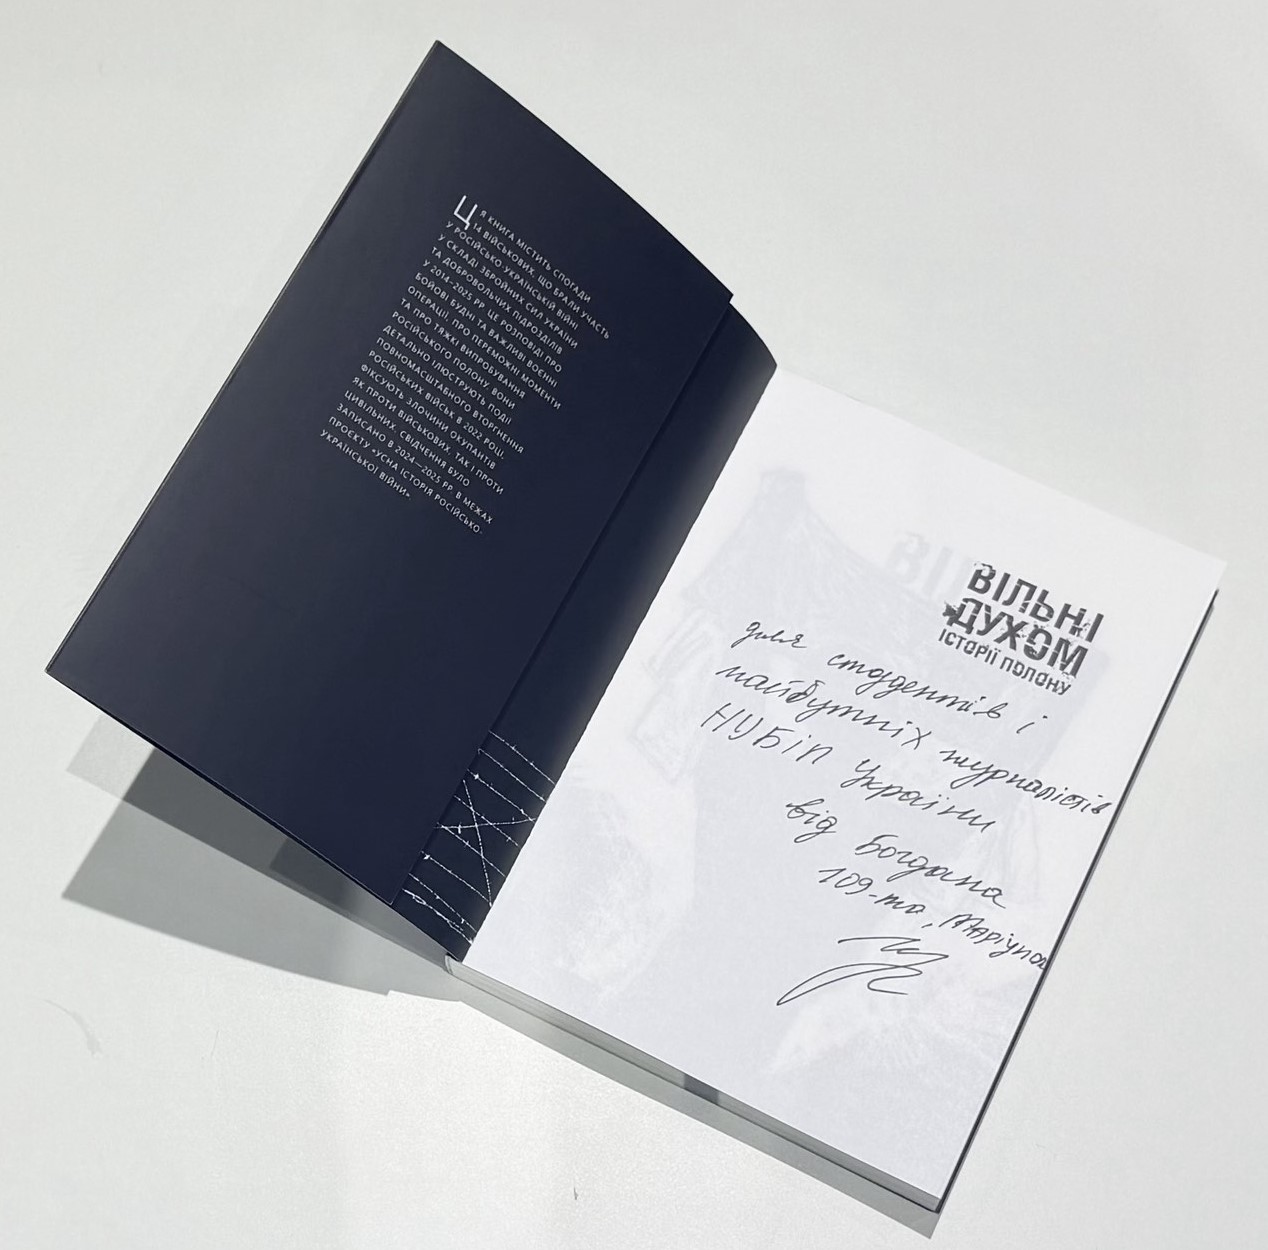 ЦЯ КНИГА МІСТИТЬ СПОГАДИ
14 ВІЙСЬКОВИХ, ЩО БРАЛИ УЧАСТЬ
У РОСІЙСЬКО-УКРАЇНСЬКІЙ ВІЙНІ
У СКЛАДІ ЗБРОЙНИХ СИЛ УКРАЇНИ
ТА ДОБРОВОЛЬЧИХ ПІДРОЗДІЛІВ
У 2014–2025 РР. ЦЕ РОЗПОВІДІ ПРО
БОЙОВІ БУДНІ ТА ВАЖЛИВІ ВОЄННІ
ОПЕРАЦІЇ, ПРО ПЕРЕМОЖНІ МОМЕНТИ
ТА ПРО ТЯЖКІ ВИПРОБУВАННЯ
РОСІЙСЬКОГО ПОЛОНУ. ВОНИ
ДЕТАЛЬНО ІЛЮСТРУЮТЬ ПОДІЇ
ПОВНОМАСШТАБНОГО ВТОРГНЕННЯ
РОСІЙСЬКИХ ВІЙСЬК В 2022 РОЦІ,
ФІКСУЮТЬ ЗЛОЧИНИ ОКУПАНТІВ
ЯК ПРОТИ ВІЙСЬКОВИХ, ТАК І ПРОТИ
ЦИВІЛЬНИХ. СВІДЧЕННЯ БУЛО
ЗАПИСАНО В 2024—2025 РР. В МЕЖАХ
ПРОЄКТУ «УСНА ІСТОРІЯ РОСІЙСЬКО-
УКРАЇНСЬКОЇ ВІЙНИ»
ВІЛЬНІ
ДУХОМ
ІСТОРІЇ ПОЛОНУ
для студентів і
майбутніх журналістів
НУБіП України
від Богдана
109-та, Маріупол